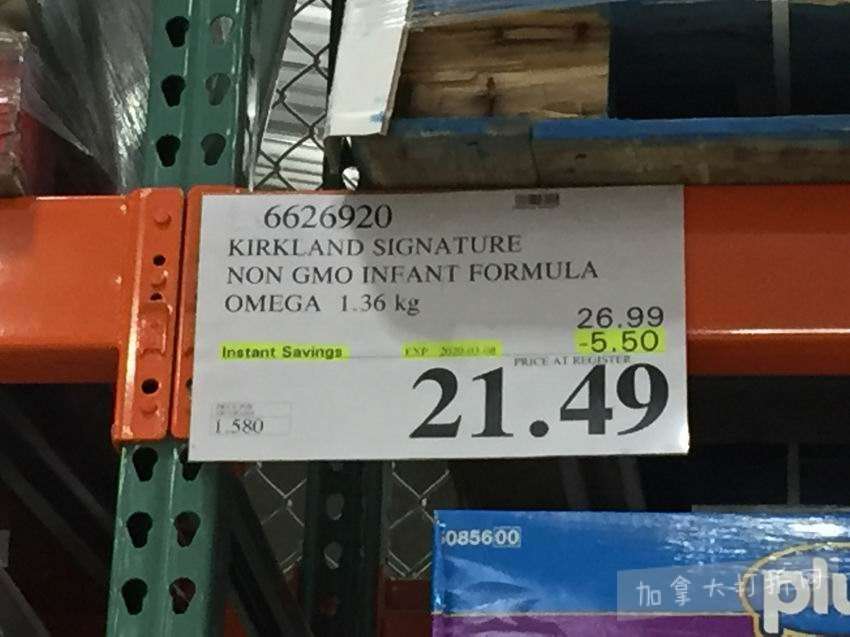 6626920
KIRKLAND SIGNATURE
NON GMO INFANT FORMULA
OMEGA 1.36 kg
26.99
Instant Savings EXP 2020-03-08 -5.50
PRICE AT REGISTER
21.49
1.580
085600
plu
加拿大打折网